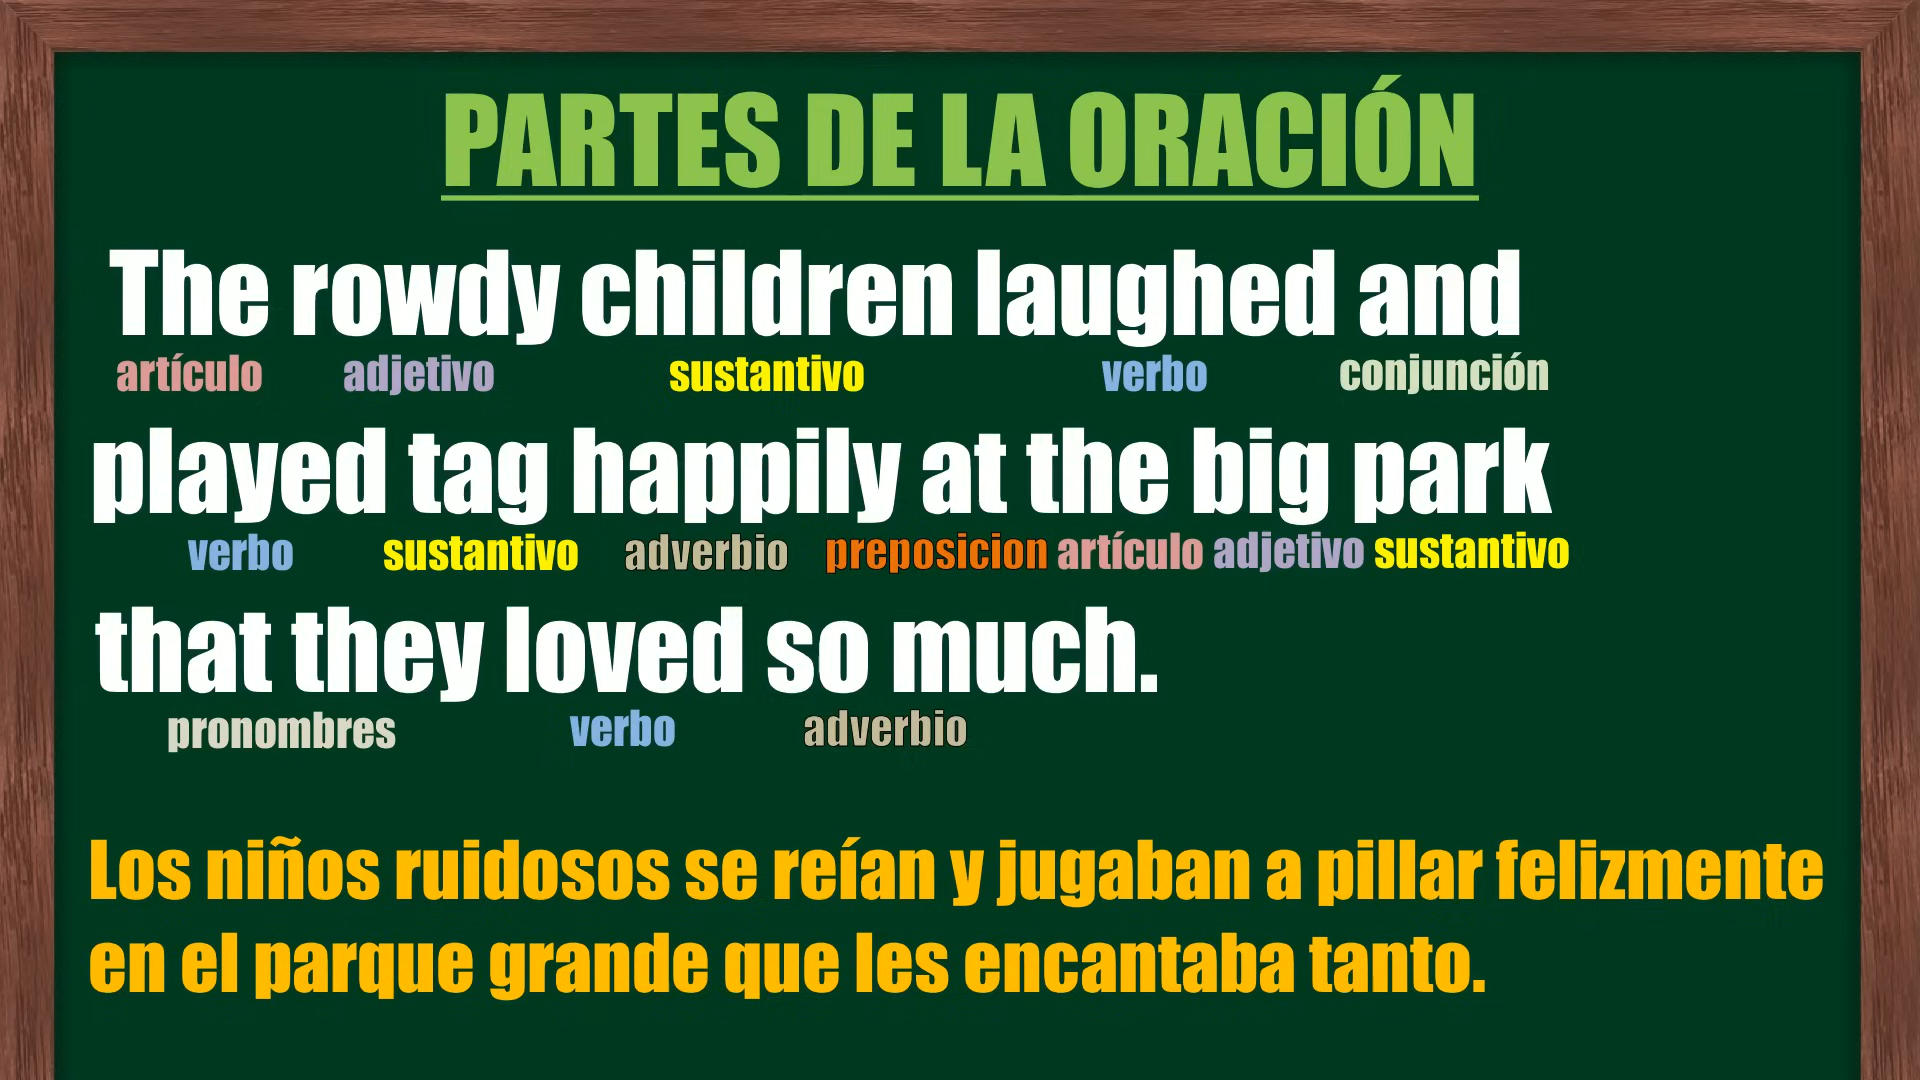 PARTES DE LA ORACIÓN
The rowdy children laughed and
artículo adjetivo sustantivo verbo conjunción
played tag happily at the big park
verbo sustantivo adverbio preposicion artículo adjetivo sustantivo
that they loved so much.
pronombres verbo adverbio
Los niños ruidosos se reían y jugaban a pillar felizmente
en el parque grande que les encantaba tanto.